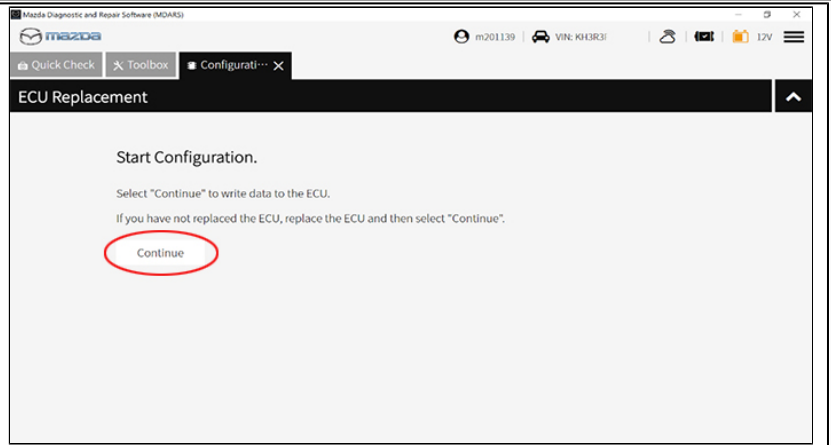 Mazda Diagnostic and Repair Software (MDARS)
mazda m201139 VIN: KH3R3 12V
Quick Check Toolbox Configurati···
ECU Replacement
Start Configuration.
Select "Continue" to write data to the ECU.
If you have not replaced the ECU, replace the ECU and then select "Continue".
Continue